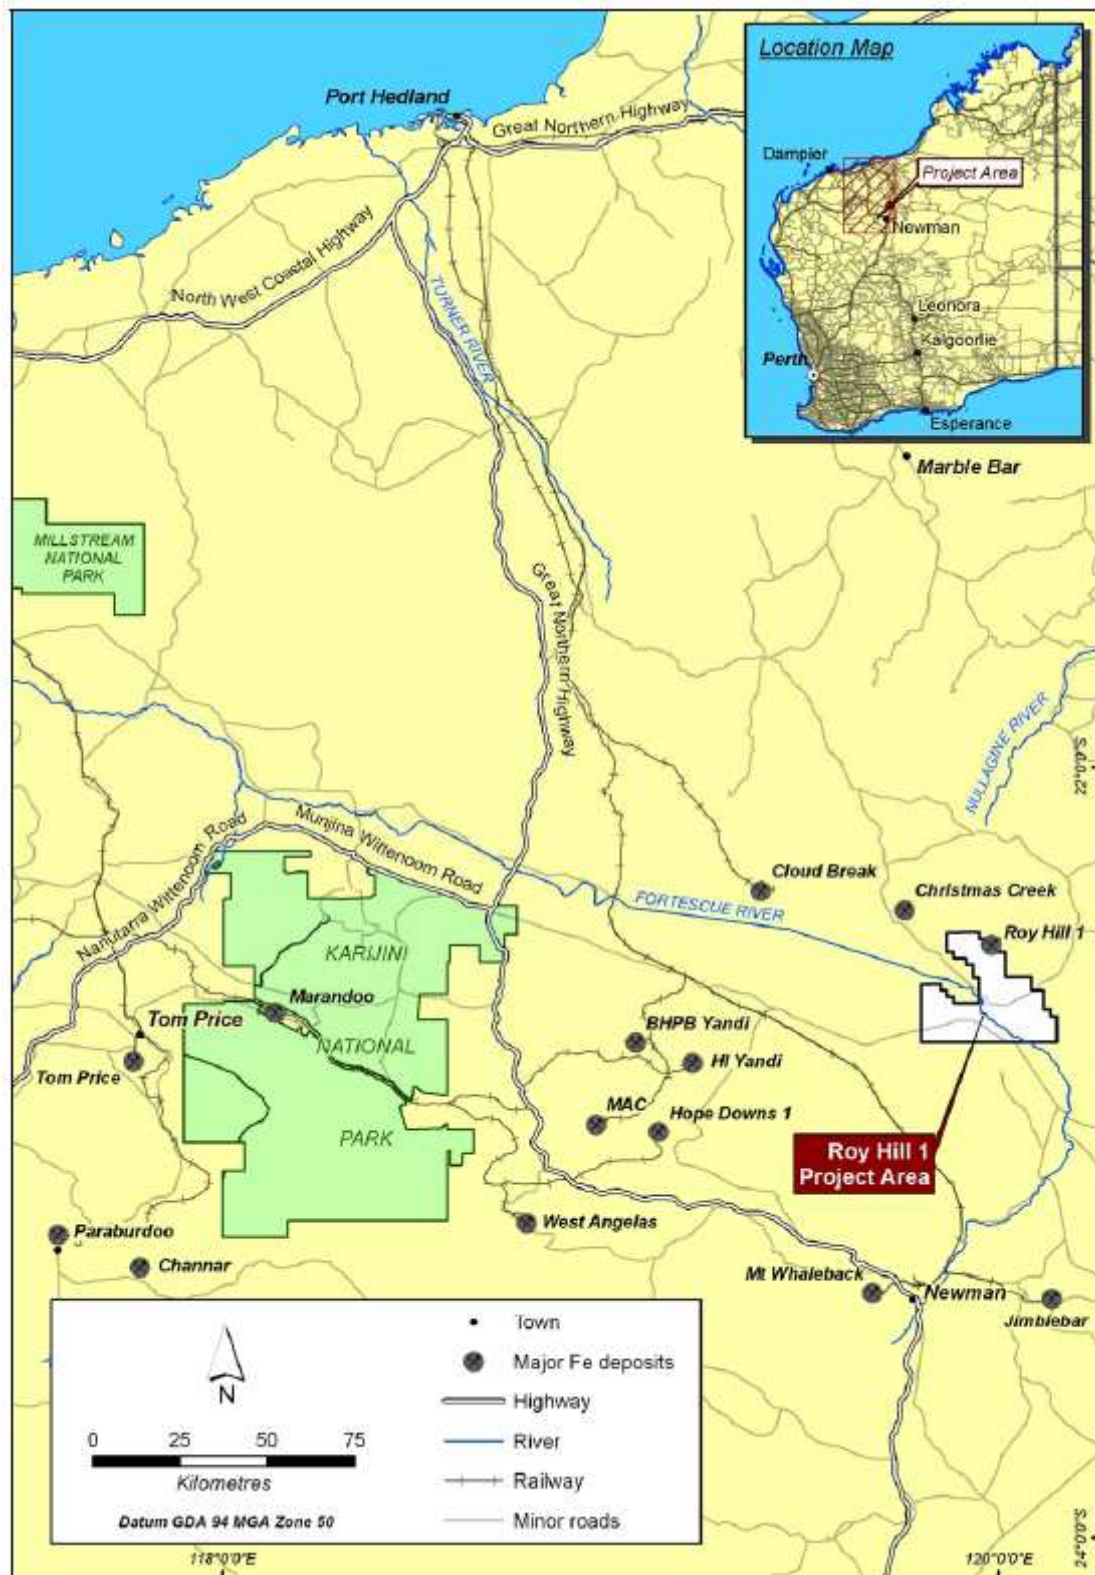 Location Map
Port Hedland
Great Northern Highway
Dampier
Project Area
Newman
North West Coastal Highway
TURNER RIVER
Leonora
Kalgoorlie
Perth
Esperance
Marble Bar
MILLSTREAM
NATIONAL
PARK
Great Northern Highway
NULLAGINE RIVER
22°0'0"S
Nanutarra Wittenoom Road
Munjina Wittenoom Road
Cloud Break
Christmas Creek
FORTESCUE RIVER
Roy Hill 1
KARIJINI
NATIONAL
PARK
Marandoo
Tom Price
Tom Price
BHPB Yandi
HI Yandi
MAC
Hope Downs 1
Roy Hill 1
Project Area
West Angelas
Paraburdoo
Channar
Mt Whaleback
Newman
Jimblebar
Town
Major Fe deposits
Highway
River
Railway
Minor roads
N
0 25 50 75
Kilometres
Datum GDA 94 MGA Zone 50
118°0'0"E
120°0'0"E
24°0'0"S